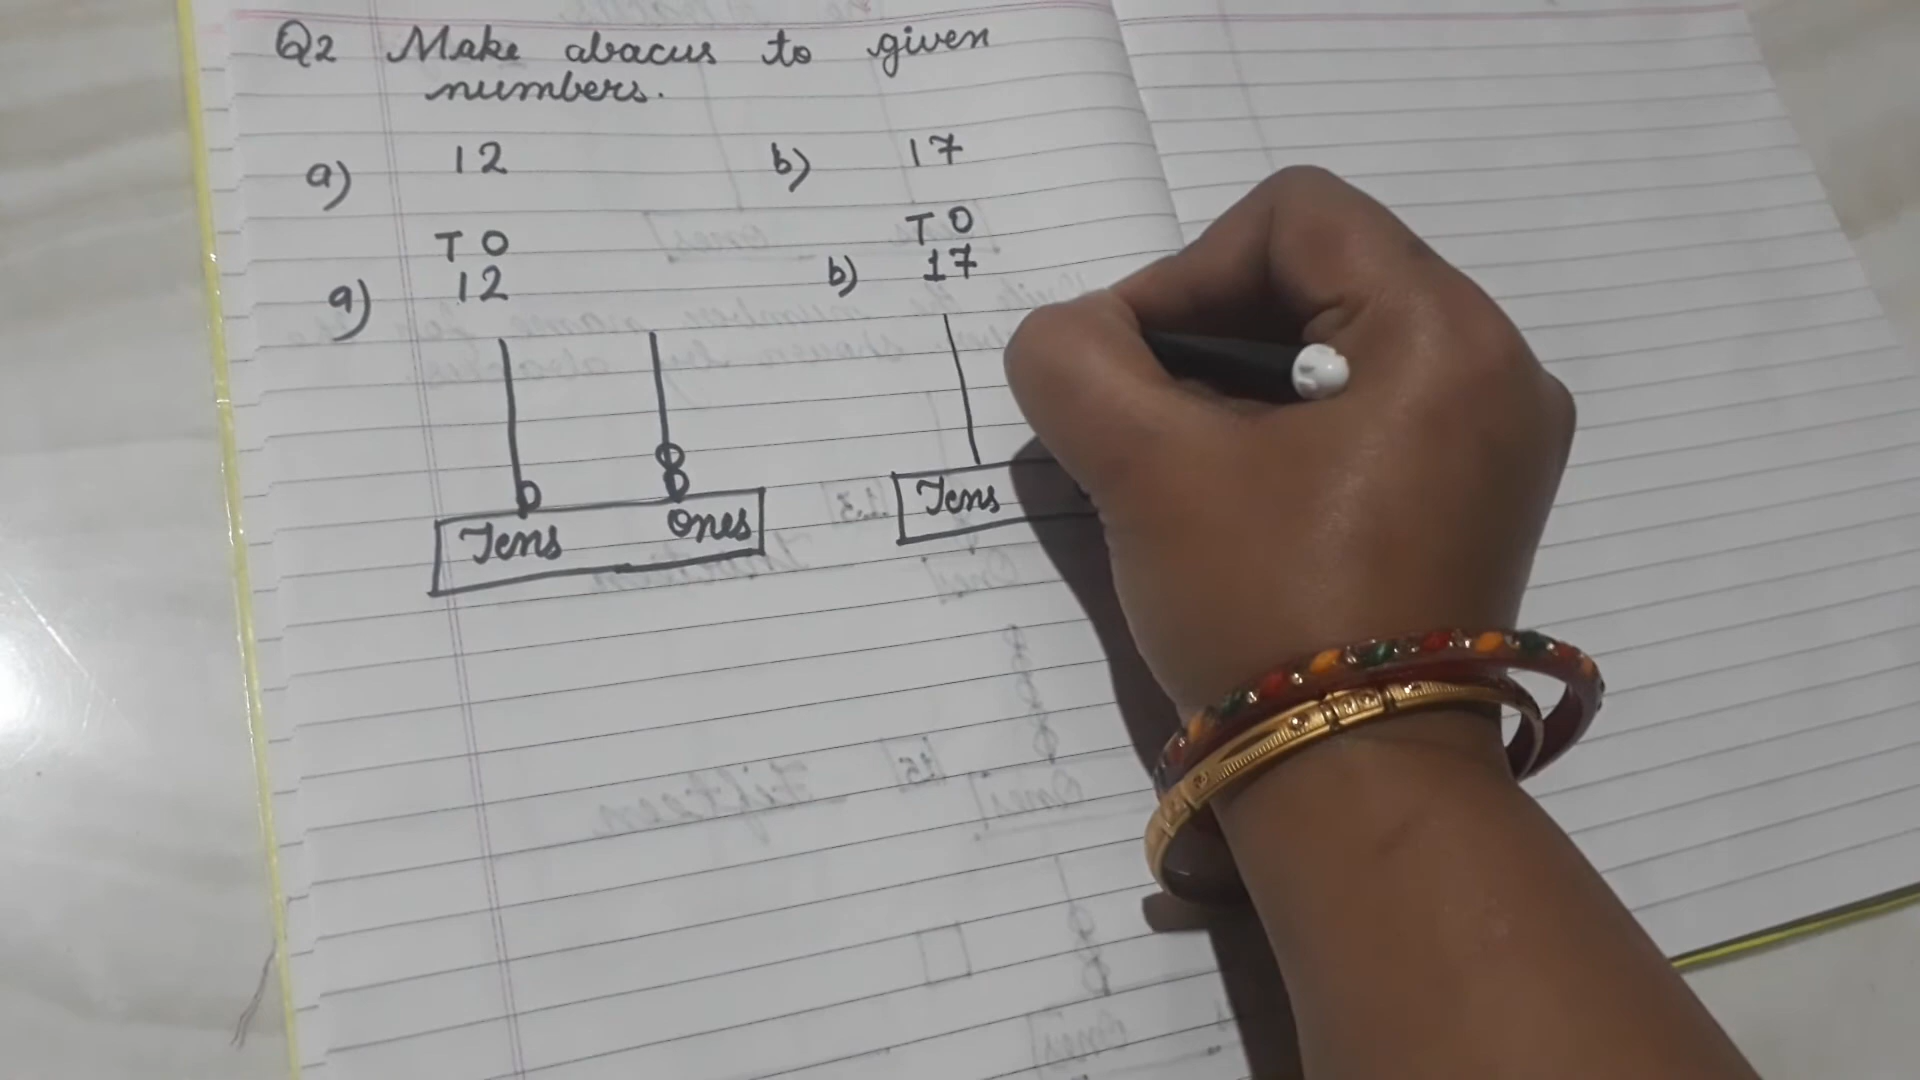 Q2 Make abacus to given
numbers.
a) 12 b) 17
T O T O
a) 12 b) 17
Tens Ones Tens